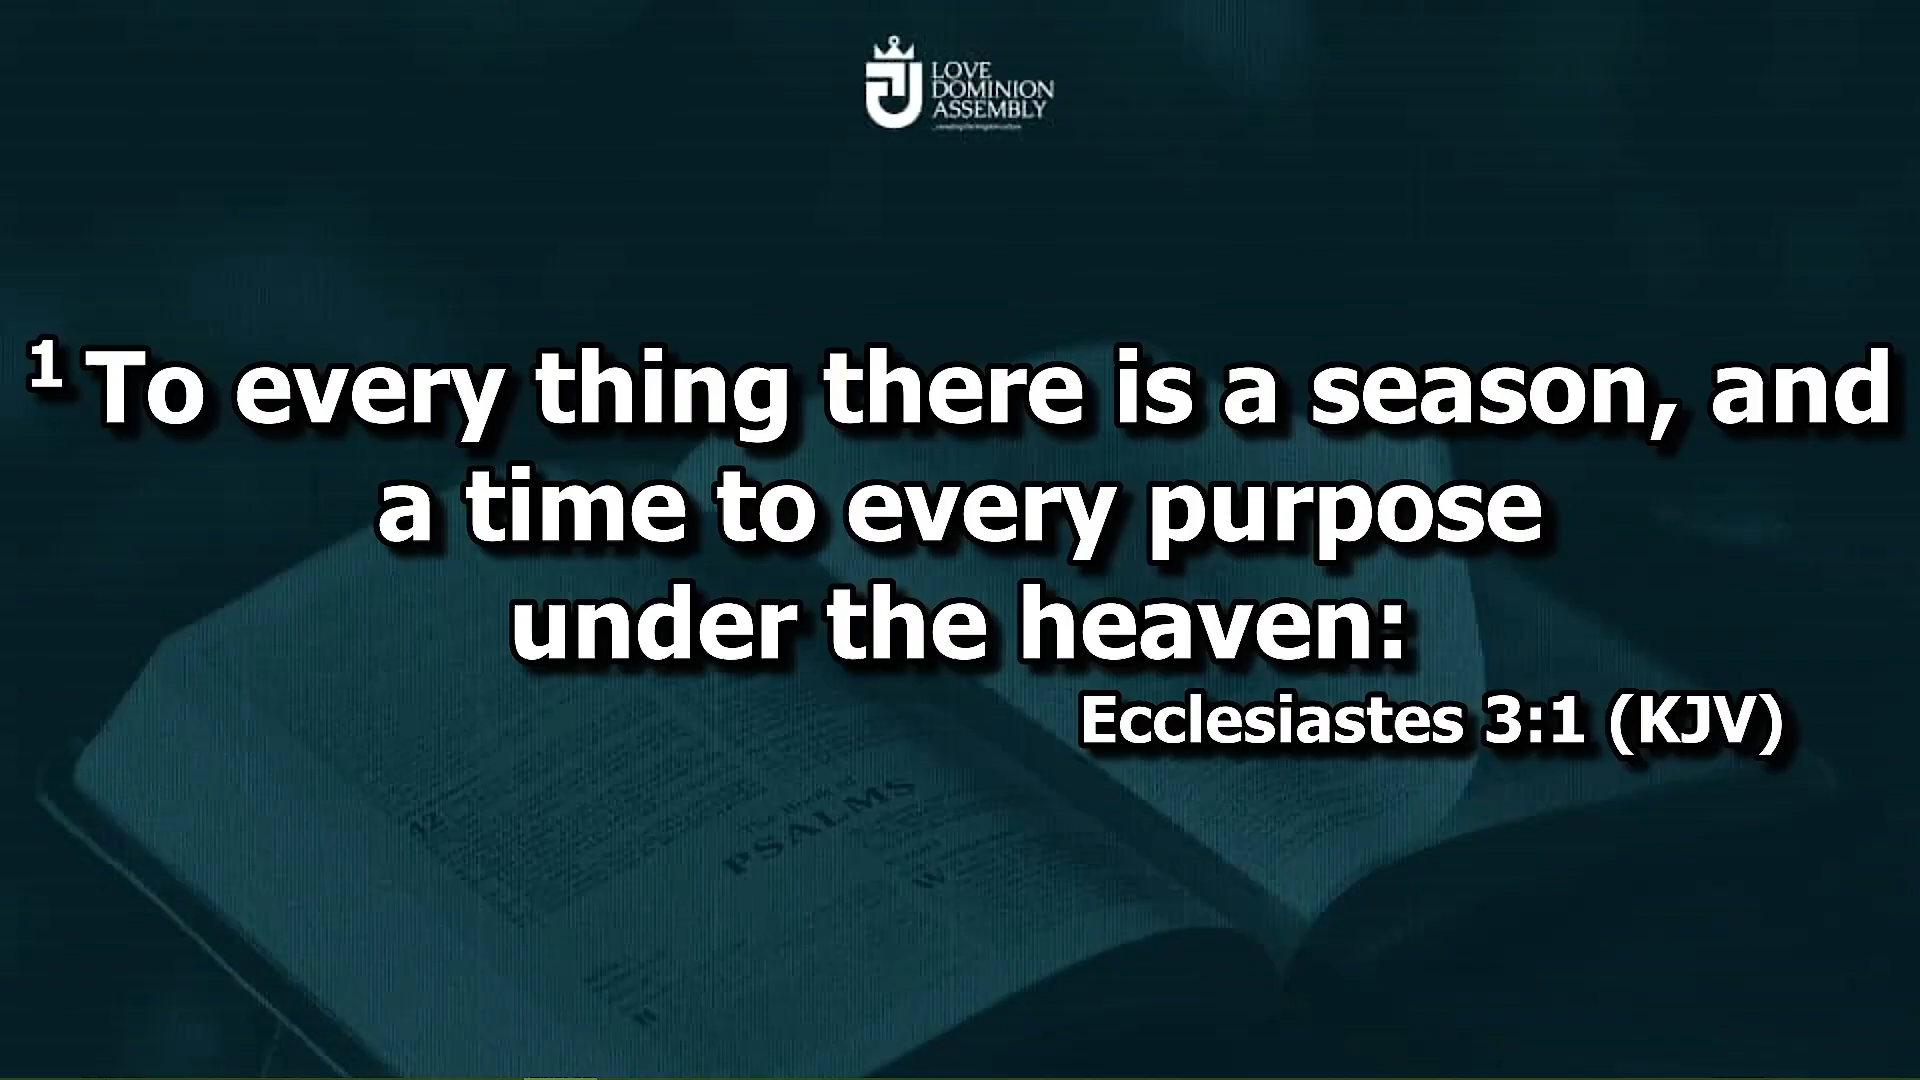 LOVE
DOMINION
ASSEMBLY
1 To every thing there is a season, and
a time to every purpose
under the heaven:
Ecclesiastes 3:1 (KJV)
PSALMS